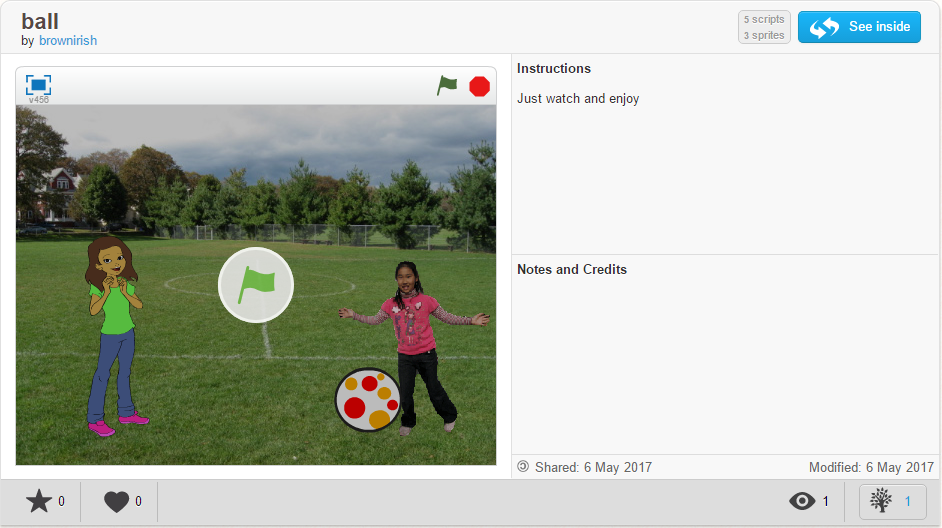 ball
by brownirish
5 scripts
3 sprites
See inside
v456
Instructions
Just watch and enjoy
Notes and Credits
Shared: 6 May 2017
Modified: 6 May 2017
0
0
1
1